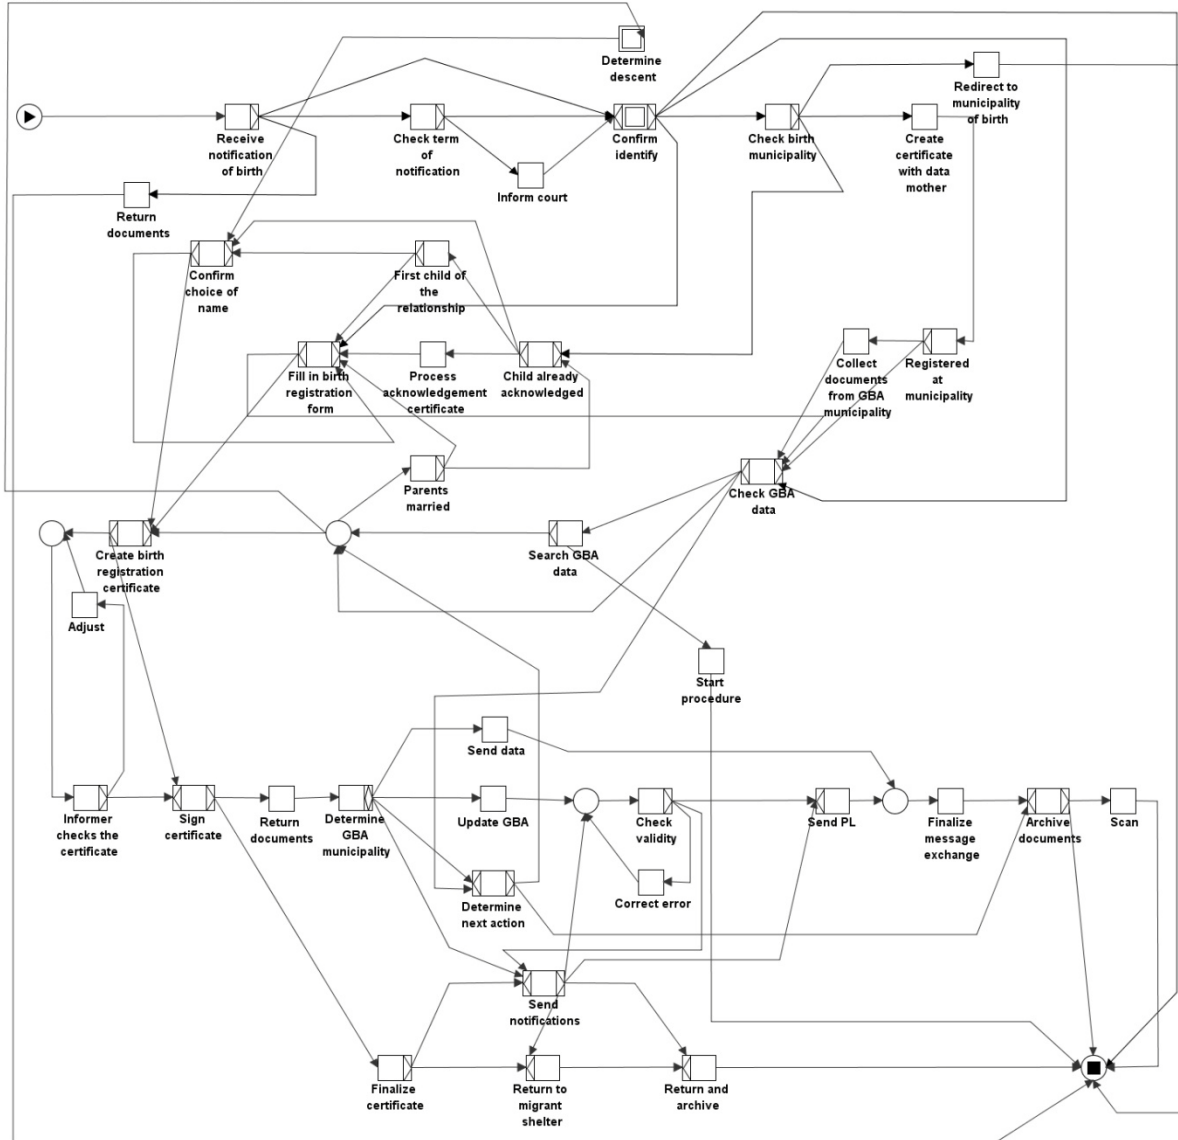 Determine
descent
Redirect to
municipality
of birth
Receive
notification
of birth
Check term
of
notification
Confirm
identify
Check birth
municipality
Create
certificate
with data
mother
Inform court
Return
documents
Confirm
choice of
name
First child of
the
relationship
Fill in birth
registration
form
Process
acknowledgement
certificate
Child already
acknowledged
Collect
documents
from GBA
municipality
Registered
at
municipality
Parents
married
Check GBA
data
Create birth
registration
certificate
Search GBA
data
Adjust
Start
procedure
Send data
Informer
checks the
certificate
Sign
certificate
Return
documents
Determine
GBA
municipality
Update GBA
Check
validity
Send PL
Finalize
message
exchange
Archive
documents
Scan
Determine
next action
Correct error
Send
notifications
Finalize
certificate
Return to
migrant
shelter
Return and
archive